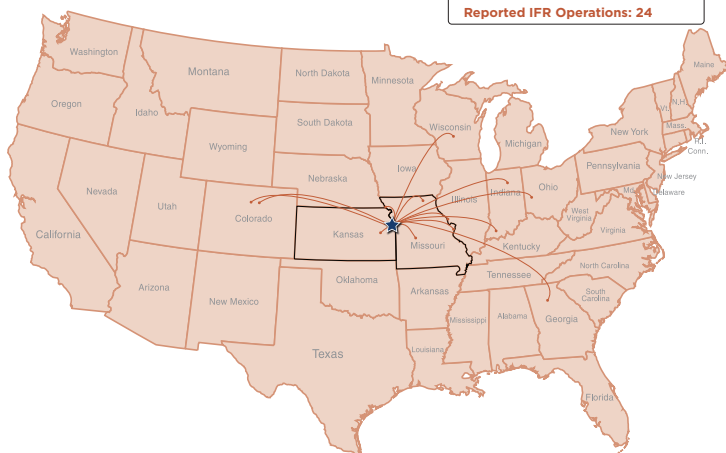 Reported IFR Operations: 24
Washington
Montana
North Dakota
Minnesota
Maine
Oregon
Idaho
South Dakota
Wisconsin
Michigan
Vt.
N.H.
New York
Mass.
R.I.
Conn.
Wyoming
Iowa
Pennsylvania
Nebraska
Nevada
Utah
Colorado
Illinois
Indiana
Ohio
New Jersey
Md.
Delaware
California
Kansas
Missouri
West
Virginia
Virginia
Kentucky
Arizona
New Mexico
Oklahoma
Arkansas
Tennessee
North Carolina
South
Carolina
Mississippi
Alabama
Georgia
Texas
Louisiana
Florida